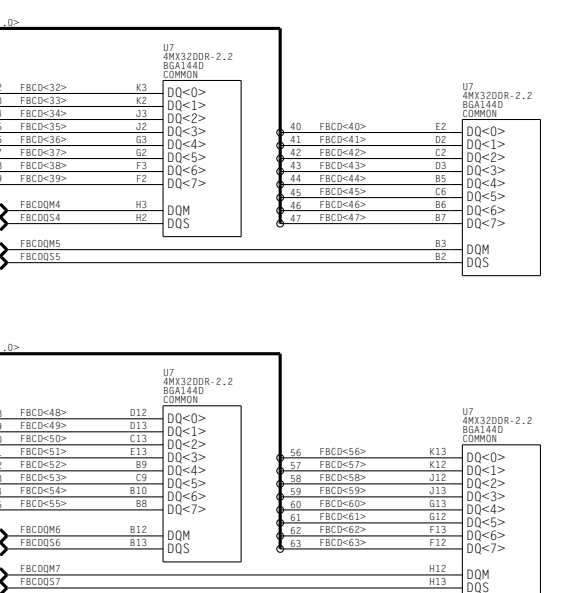 .0>
U7
4MX32DDR-2.2
BGA144D
COMMON
FBCD<32> K3 DQ<0>
FBCD<33> K2 DQ<1>
FBCD<34> J3 DQ<2>
FBCD<35> J2 DQ<3>
FBCD<36> G3 DQ<4>
FBCD<37> G2 DQ<5>
FBCD<38> F3 DQ<6>
FBCD<39> F2 DQ<7>
FBCDQM4 H3 DQM
FBCDQS4 H2 DQS
U7
4MX32DDR-2.2
BGA144D
COMMON
40 FBCD<40> E2 DQ<0>
41 FBCD<41> D2 DQ<1>
42 FBCD<42> C2 DQ<2>
43 FBCD<43> D3 DQ<3>
44 FBCD<44> B5 DQ<4>
45 FBCD<45> C6 DQ<5>
46 FBCD<46> B6 DQ<6>
47 FBCD<47> B7 DQ<7>
FBCDQM5 B3 DQM
FBCDQS5 B2 DQS
.0>
U7
4MX32DDR-2.2
BGA144D
COMMON
FBCD<48> D12 DQ<0>
FBCD<49> D13 DQ<1>
FBCD<50> C13 DQ<2>
FBCD<51> E13 DQ<3>
FBCD<52> B9 DQ<4>
FBCD<53> C9 DQ<5>
FBCD<54> B10 DQ<6>
FBCD<55> B8 DQ<7>
FBCDQM6 B12 DQM
FBCDQS6 B13 DQS
U7
4MX32DDR-2.2
BGA144D
COMMON
56 FBCD<56> K13 DQ<0>
57 FBCD<57> K12 DQ<1>
58 FBCD<58> J12 DQ<2>
59 FBCD<59> J13 DQ<3>
60 FBCD<60> G13 DQ<4>
61 FBCD<61> G12 DQ<5>
62 FBCD<62> F13 DQ<6>
63 FBCD<63> F12 DQ<7>
FBCDQM7 H12 DQM
FBCDQS7 H13 DQS